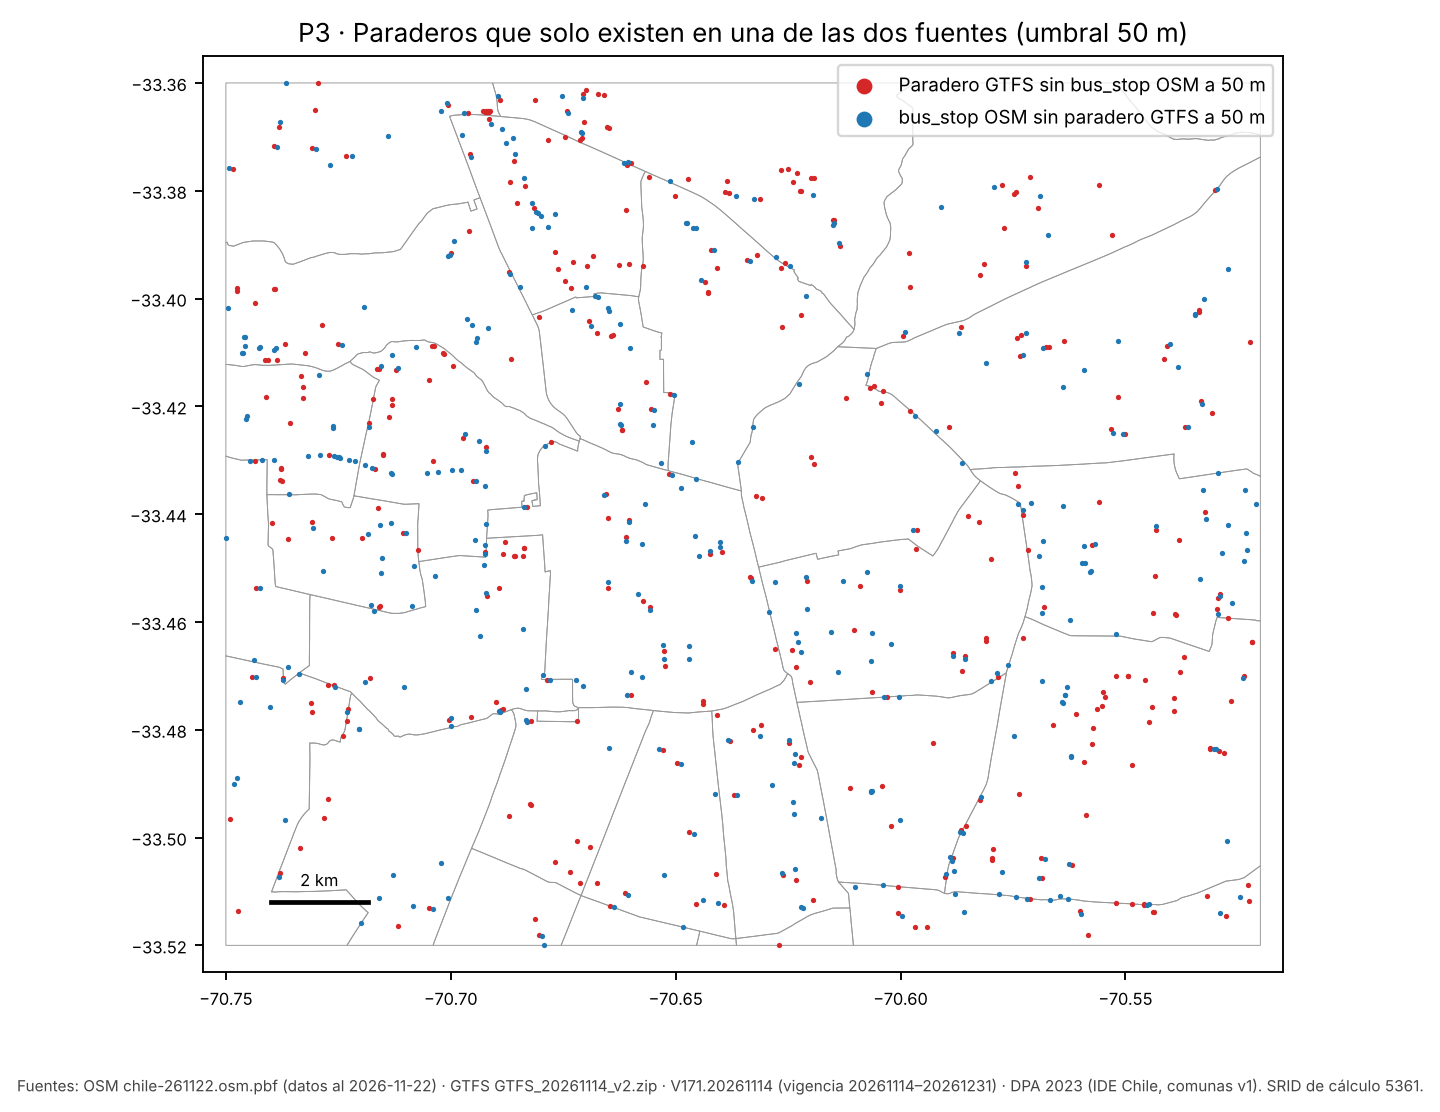 P3 · Paraderos que solo existen en una de las dos fuentes (umbral 50 m)
Paradero GTFS sin bus_stop OSM a 50 m
bus_stop OSM sin paradero GTFS a 50 m
−33.36
−33.38
−33.40
−33.42
−33.44
−33.46
−33.48
−33.50
−33.52
2 km
−70.75
−70.70
−70.65
−70.60
−70.55
Fuentes: OSM chile-261122.osm.pbf (datos al 2026-11-22) · GTFS GTFS_20261114_v2.zip · V171.20261114 (vigencia 20261114–20261231) · DPA 2023 (IDE Chile, comunas v1). SRID de cálculo 5361.